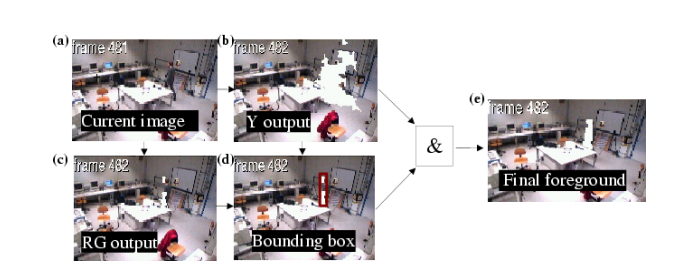 (a)
frame 481
Current image
(b)
frame 482
Y output
(c)
frame 482
RG output
(d)
frame 482
Bounding box
&
(e)
frame 482
Final foreground